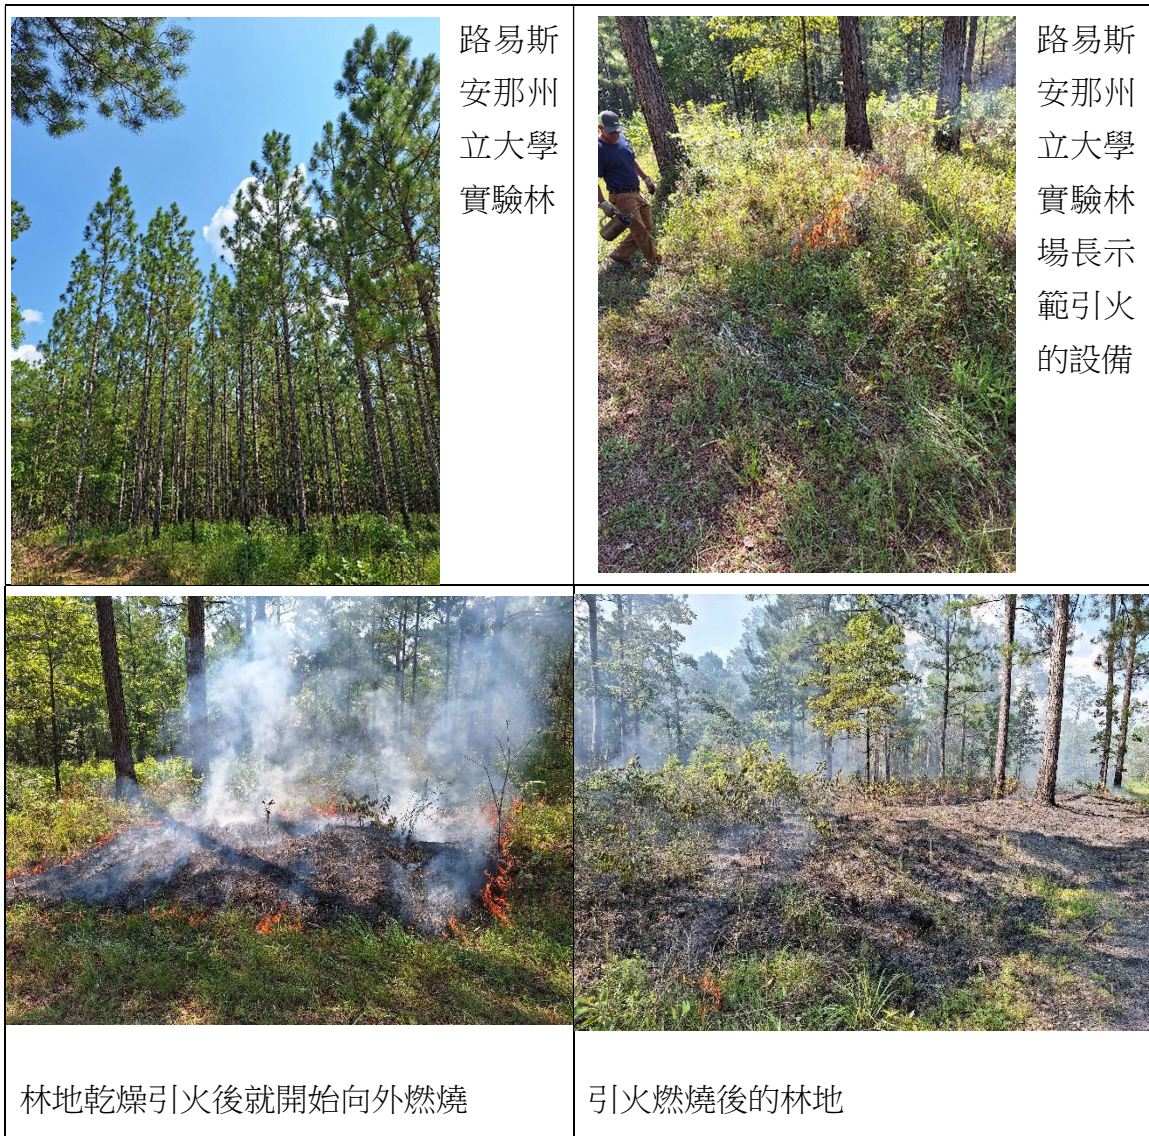 路易斯
安那州
立大學
實驗林
路易斯
安那州
立大學
實驗林
場長示
範引火
的設備
林地乾燥引火後就開始向外燃燒
引火燃燒後的林地